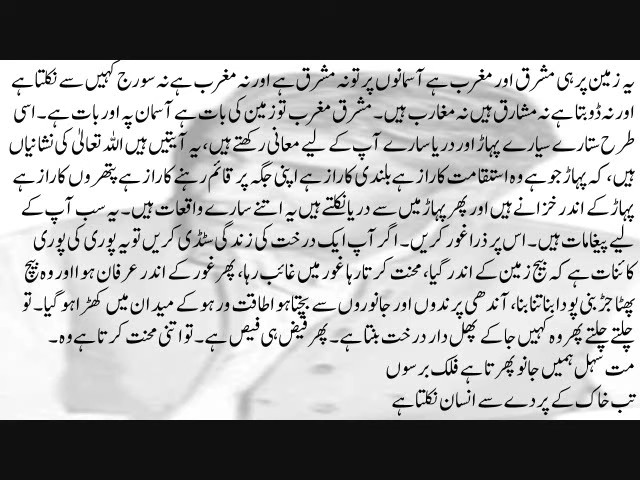 یہ زمین پر ہی مشرق اور مغرب ہے آسمانوں پر تو نہ مشرق ہے اور نہ مغرب ہے نہ سورج کہیں سے نکلتا ہے
اور نہ ڈوبتا ہے نہ مشارق ہیں نہ مغارب ہیں۔ مشرق مغرب تو زمین کی بات ہے آسمان پہ اور بات ہے۔ اسی
طرح ستارے سیارے پہاڑ اور دریا سارے آپ کے لیے معانی رکھتے ہیں، یہ آیتیں ہیں اللہ تعالیٰ کی نشانیاں
ہیں، کہ پہاڑ جو ہے وہ استقامت کا راز ہے بلندی کا راز ہے اپنی جگہ پر قائم رہنے کا راز ہے پتھروں کا راز ہے
پہاڑ کے اندر خزانے ہیں اور پھر پہاڑ میں سے دریا نکلتے ہیں یہ اتنے سارے واقعات ہیں۔ یہ سب آپ کے
لیے پیغامات ہیں۔ اس پر ذرا غور کریں۔ اگر آپ ایک درخت کی زندگی سٹڈی کریں تو یہ پوری کی پوری
کائنات ہے کہ بیج زمین کے اندر گیا، محنت کرتا رہا غور میں غائب رہا، پھر غور کے اندر عرفان ہوا اور وہ بیج
پھٹا جڑ بنی پودا بنا تنا بنا، آندھی پرندوں اور جانوروں سے بچتا ہوا طاقت ور ہو کے میدان میں کھڑا ہو گیا۔ تو
چلتے چلتے پھر وہ کہیں جا کے پھل دار درخت بنتا ہے۔ پھر فیض ہی فیض ہے۔ تو اتنی محنت کرتا ہے وہ۔
مت سہل ہمیں جانو پھرتا ہے فلک برسوں
تب خاک کے پردے سے انسان نکلتا ہے